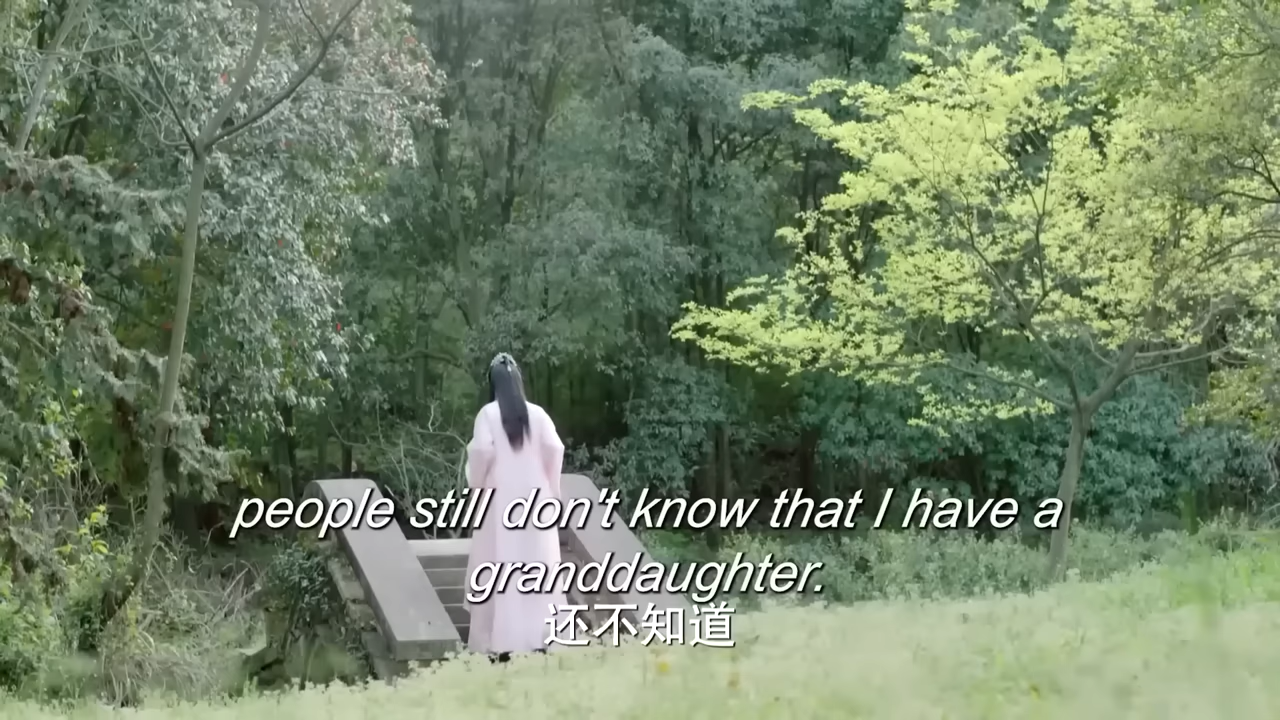 people still don't know that I have a
granddaughter.
还不知道